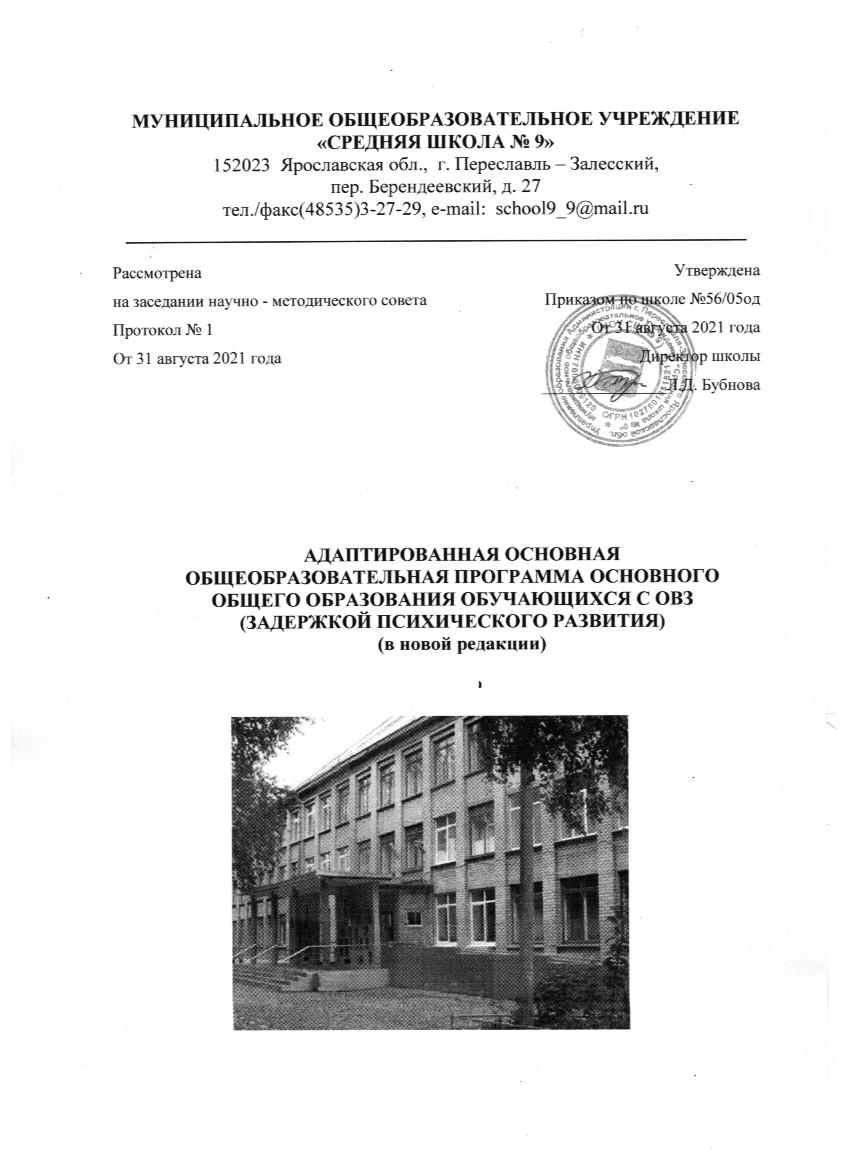 МУНИЦИПАЛЬНОЕ ОБЩЕОБРАЗОВАТЕЛЬНОЕ УЧРЕЖДЕНИЕ
«СРЕДНЯЯ ШКОЛА № 9»
152023 Ярославская обл., г. Переславль – Залесский,
пер. Берендеевский, д. 27
тел./факс(48535)3-27-29, e-mail: school9_9@mail.ru
Рассмотрена
на заседании научно - методического совета
Протокол № 1
От 31 августа 2021 года
Утверждена
Приказом по школе №56/05од
От 31 августа 2021 года
Директор школы
Л.Д. Бубнова
АДАПТИРОВАННАЯ ОСНОВНАЯ
ОБЩЕОБРАЗОВАТЕЛЬНАЯ ПРОГРАММА ОСНОВНОГО
ОБЩЕГО ОБРАЗОВАНИЯ ОБУЧАЮЩИХСЯ С ОВЗ
(ЗАДЕРЖКОЙ ПСИХИЧЕСКОГО РАЗВИТИЯ)
(в новой редакции)